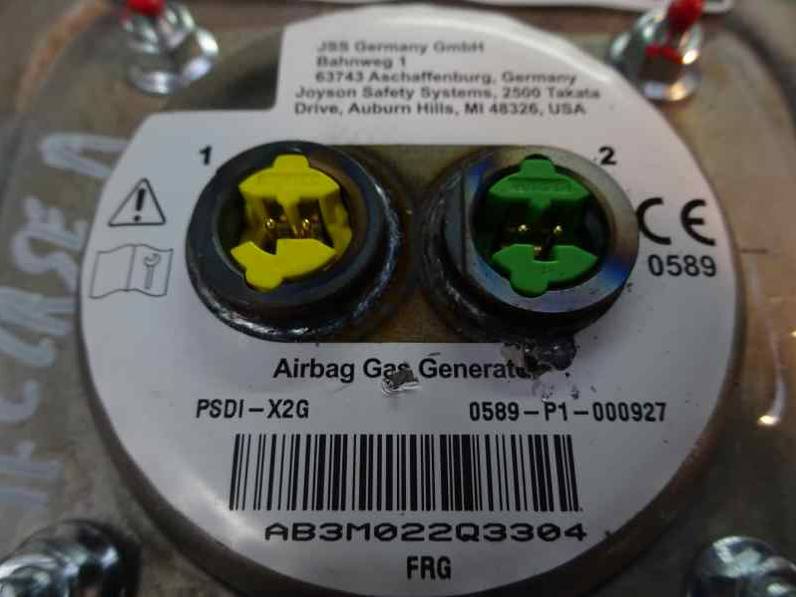 JSS Germany GmbH
Bahnweg 1
63743 Aschaffenburg, Germany
Joyson Safety Systems, 2500 Takata
Drive, Auburn Hills, MI 48326, USA
1 2
CE
0589
Airbag Gas Generator
PSDI-X2G 0589-P1-000927
AB3M022Q3304
FRG